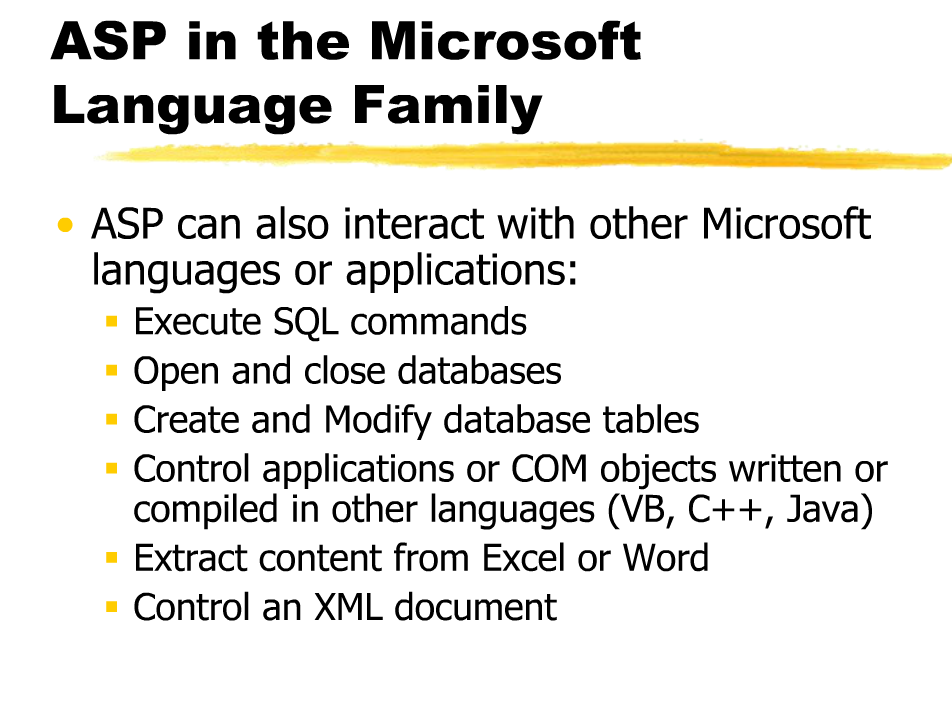 ASP in the Microsoft
Language Family
• ASP can also interact with other Microsoft
languages or applications:
▪ Execute SQL commands
▪ Open and close databases
▪ Create and Modify database tables
▪ Control applications or COM objects written or
compiled in other languages (VB, C++, Java)
▪ Extract content from Excel or Word
▪ Control an XML document